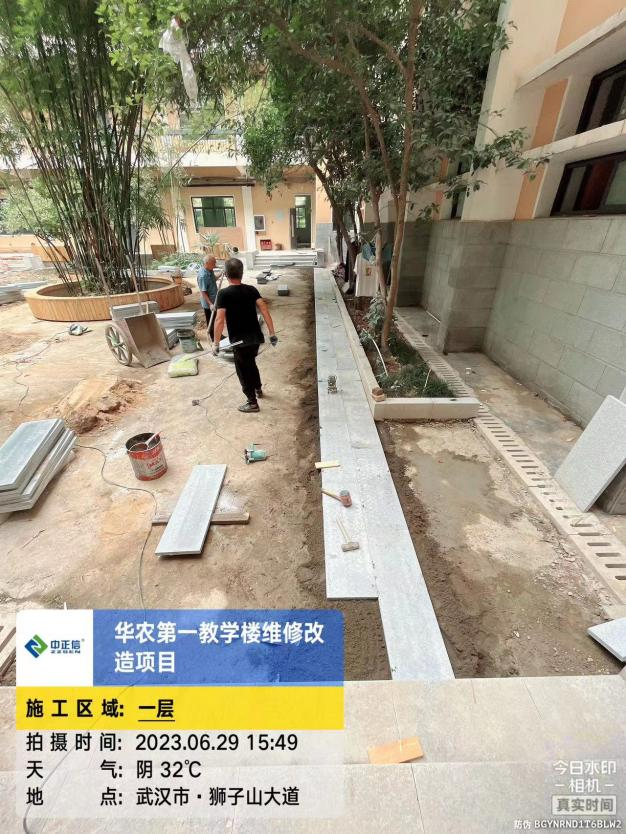 中正信®
ZZSEN
华农第一教学楼维修改
造项目
施工区域: 一层
拍摄时间: 2023.06.29 15:49
天气: 阴 32℃
地点: 武汉市·狮子山大道
今日水印
相机
真实时间
防伪 BGYNRND1T6BLW2